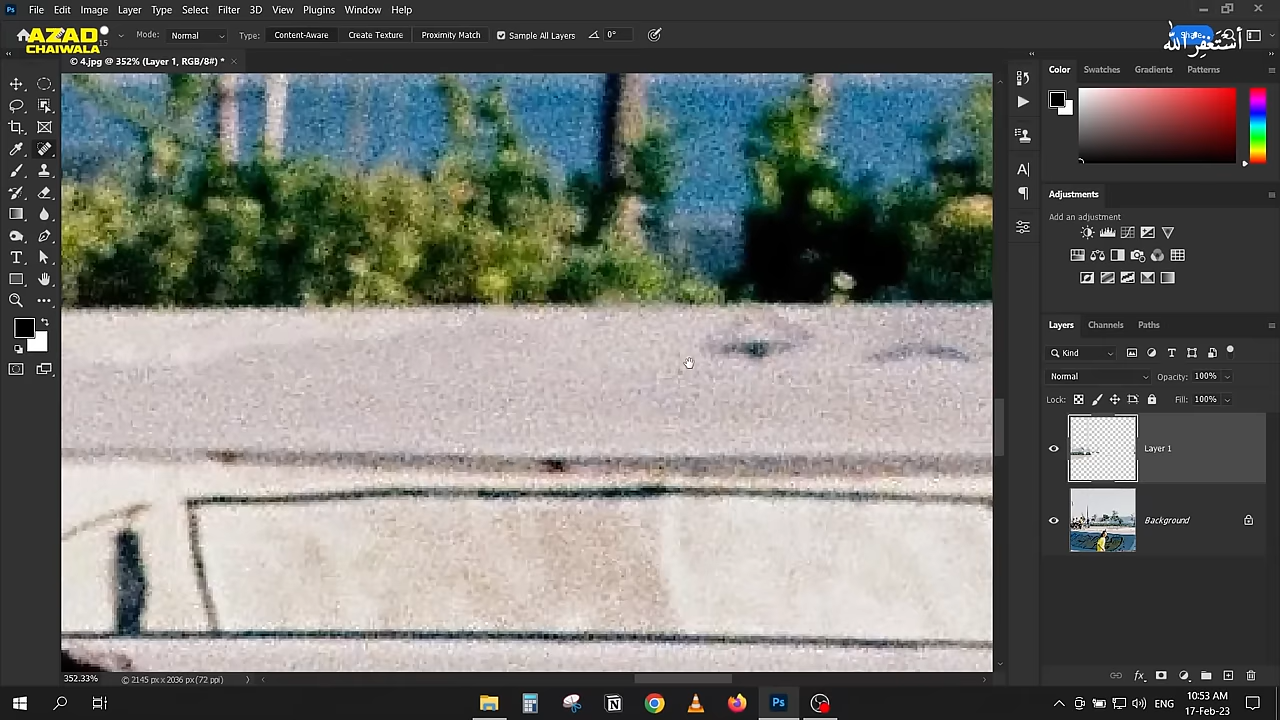 File Edit Image Layer Type Select Filter 3D View Plugins Window Help
AZAD
CHAIWALA
15
Mode: Normal Type: Content-Aware Create Texture Proximity Match Sample All Layers 0°
Share
أستغفر الله
© 4.jpg @ 352% (Layer 1, RGB/8#) *
Color Swatches Gradients Patterns
Adjustments
Add an adjustment
Layers Channels Paths
Kind
Normal Opacity: 100%
Lock: Fill: 100%
Layer 1
Background
352.33% © 2145 px x 2036 px (72 ppi)
ENG
10:53 AM
17-Feb-23